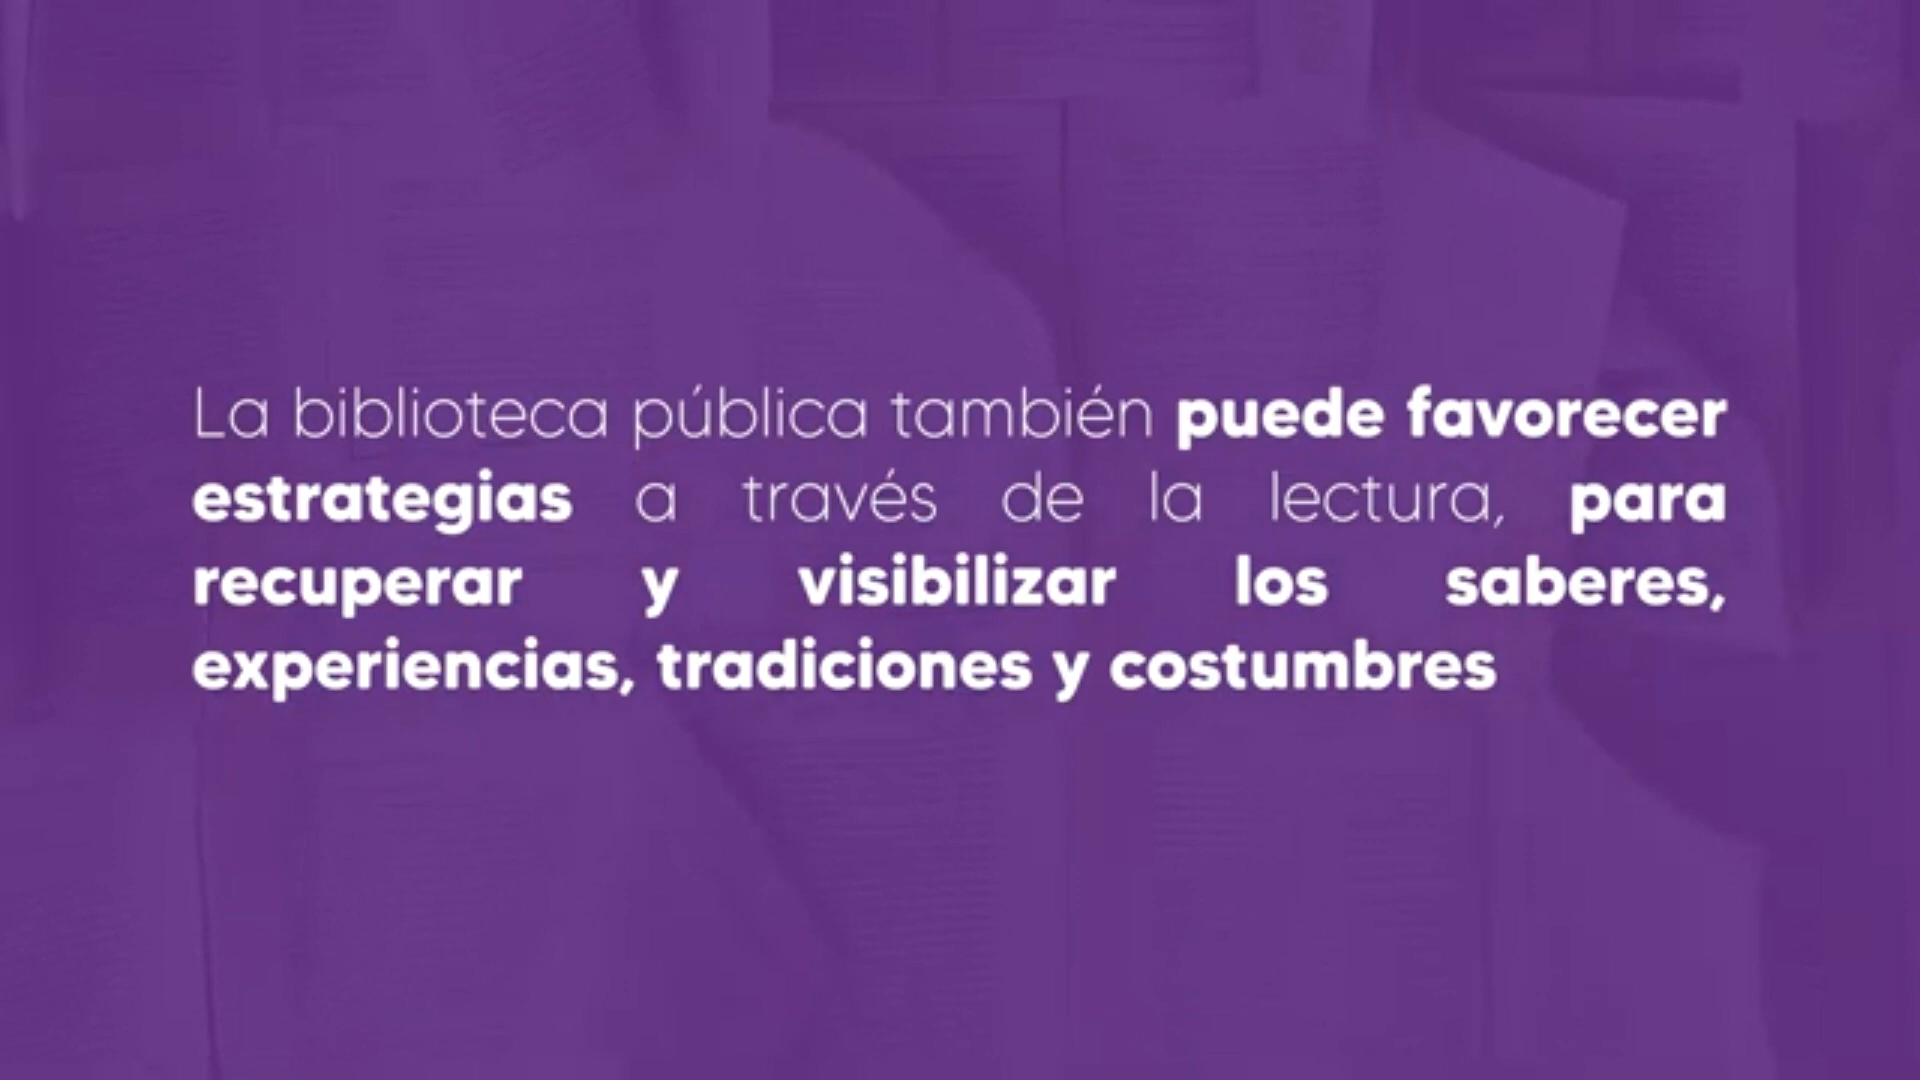 La biblioteca pública también puede favorecer
estrategias a través de la lectura, para
recuperar y visibilizar los saberes,
experiencias, tradiciones y costumbres